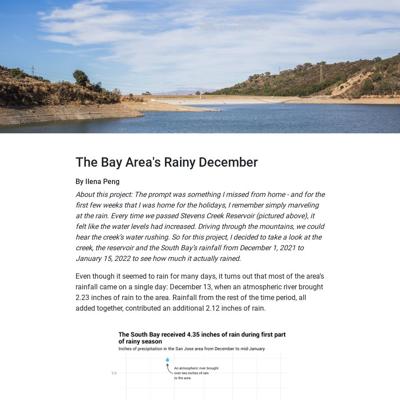 The Bay Area's Rainy December
By Ilena Peng
About this project: The prompt was something I missed from home - and for the
first few weeks that I was home for the holidays, I remember simply marveling
at the rain. Every time we passed Stevens Creek Reservoir (pictured above), it
felt like the water levels had increased. Driving through the mountains, we could
hear the creek's water rushing. So for this project, I decided to take a look at the
creek, the reservoir and the South Bay's rainfall from December 1, 2021 to
January 15, 2022 to see how much it actually rained.
Even though it seemed to rain for many days, it turns out that most of the area's
rainfall came on a single day: December 13, when an atmospheric river brought
2.23 inches of rain to the area. Rainfall from the rest of the time period, all
added together, contributed an additional 2.12 inches of rain.
The South Bay received 4.35 inches of rain during first part
of rainy season
Inches of precipitation in the San Jose area from December to mid-January
An atmospheric river brought
over two inches of rain
to the area